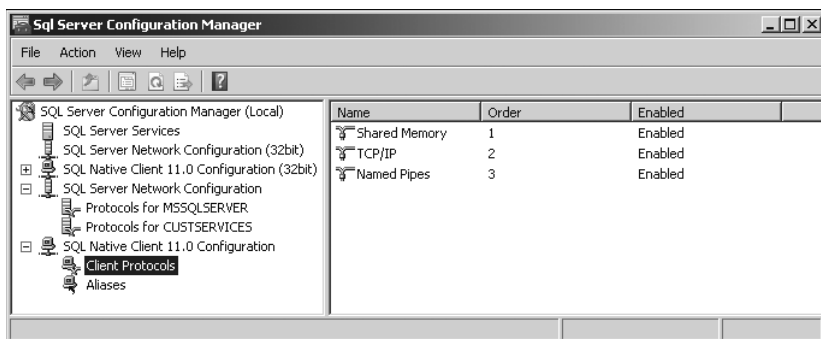 Sql Server Configuration Manager
File Action View Help
SQL Server Configuration Manager (Local)
SQL Server Services
SQL Server Network Configuration (32bit)
SQL Native Client 11.0 Configuration (32bit)
SQL Server Network Configuration
Protocols for MSSQLSERVER
Protocols for CUSTSERVICES
SQL Native Client 11.0 Configuration
Client Protocols
Aliases
Name Order Enabled
Shared Memory 1 Enabled
TCP/IP 2 Enabled
Named Pipes 3 Enabled